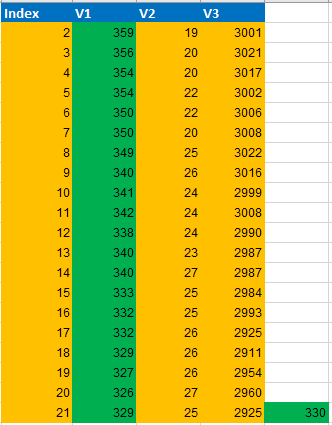 Index V1 V2 V3
2 359 19 3001
3 356 20 3021
4 354 20 3017
5 354 22 3002
6 350 22 3006
7 350 20 3008
8 349 25 3022
9 340 26 3016
10 341 24 2999
11 342 24 3008
12 338 24 2990
13 340 23 2987
14 340 27 2987
15 333 25 2984
16 332 25 2993
17 332 26 2925
18 329 26 2911
19 327 26 2954
20 326 27 2960
21 329 25 2925 330